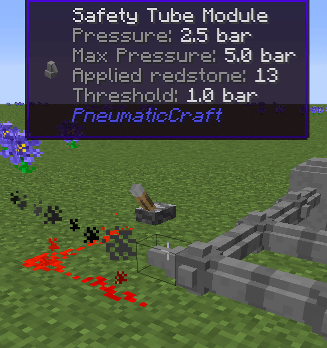 Safety Tube Module
Pressure: 2.5 bar
Max Pressure: 5.0 bar
Applied redstone: 13
Threshold: 1.0 bar
PneumaticCraft